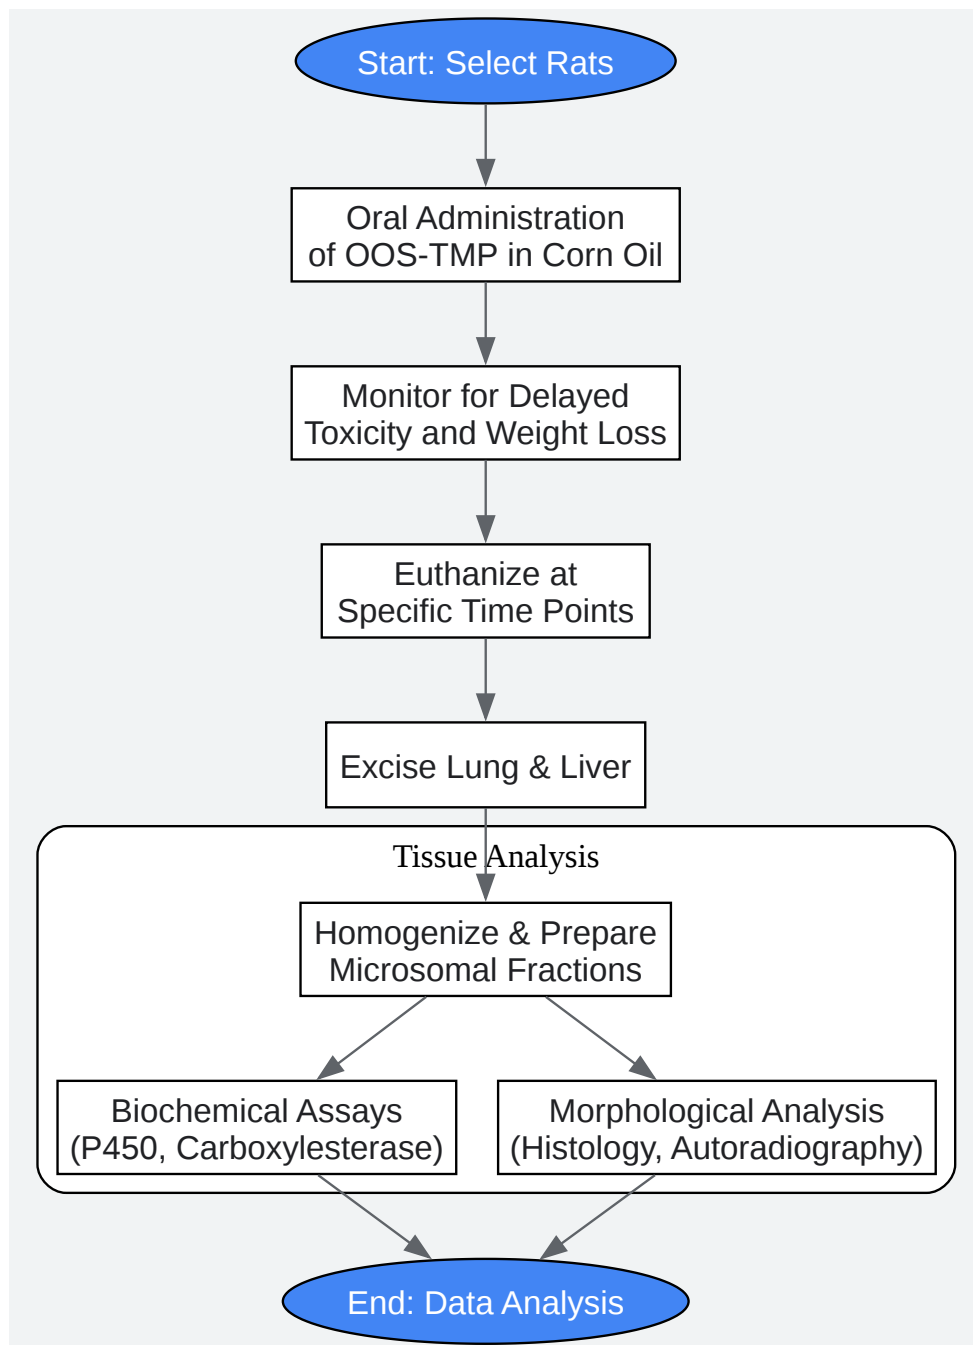 Start: Select Rats
Oral Administration
of OOS-TMP in Corn Oil
Monitor for Delayed
Toxicity and Weight Loss
Euthanize at
Specific Time Points
Excise Lung & Liver
Tissue Analysis
Homogenize & Prepare
Microsomal Fractions
Biochemical Assays
(P450, Carboxylesterase)
Morphological Analysis
(Histology, Autoradiography)
End: Data Analysis